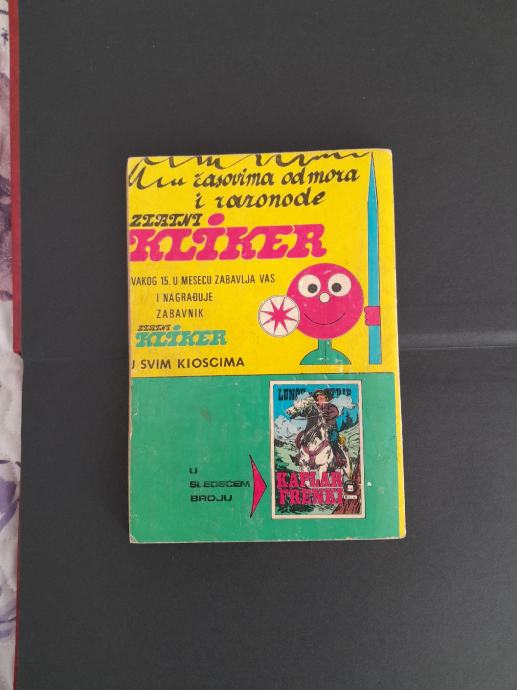 časovima odmora
i razonode
ZLATNI
KLIKER
VAKOG 15. U MESECU ZABAVLJA VAS
I NAGRAĐUJE
ZABAVNIK
ZLATNI
KLIKER
U SVIM KIOSCIMA
U
SLEDEĆEM
BROJU
KAPLAR
FRENKI